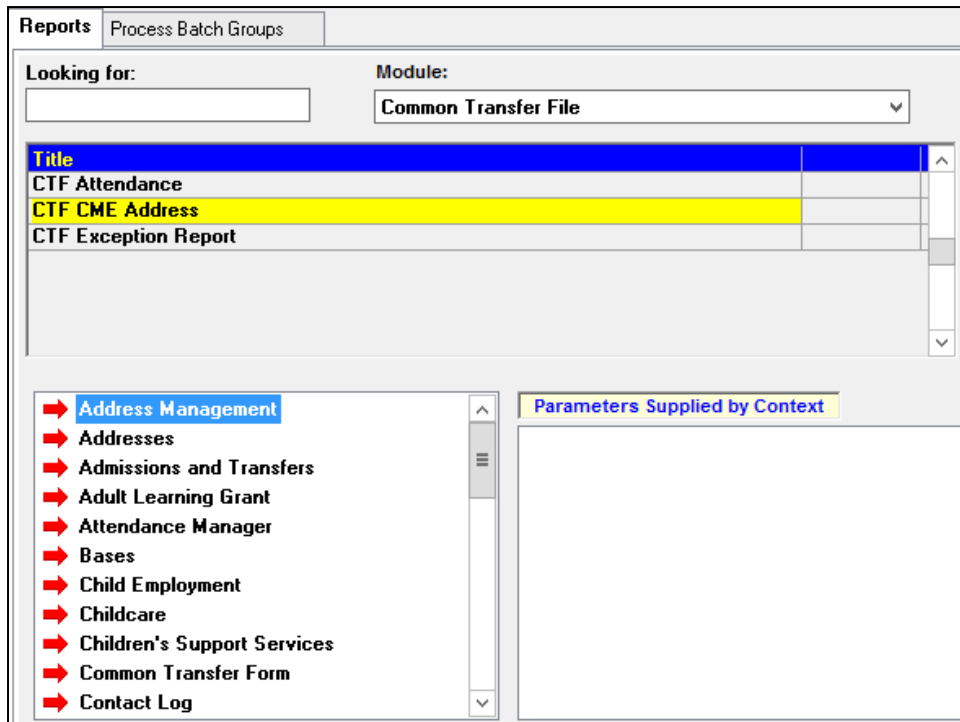 Reports Process Batch Groups
Looking for: Module:
Common Transfer File
Title
CTF Attendance
CTF CME Address
CTF Exception Report
Address Management
Addresses
Admissions and Transfers
Adult Learning Grant
Attendance Manager
Bases
Child Employment
Childcare
Children's Support Services
Common Transfer Form
Contact Log
Parameters Supplied by Context